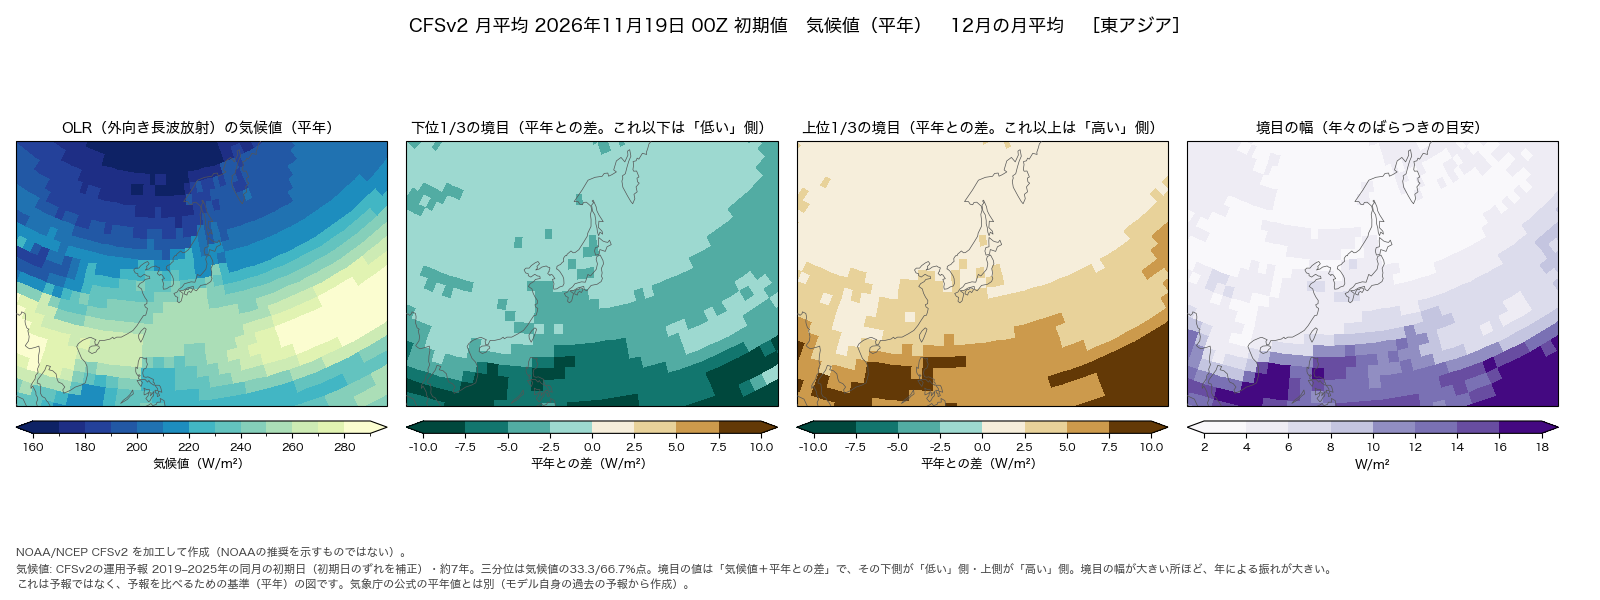 CFSv2 月平均 2026年11月19日 00Z 初期値　気候値（平年）　12月の月平均　［東アジア］
OLR（外向き長波放射）の気候値（平年）
下位1/3の境目（平年との差。これ以下は「低い」側）
上位1/3の境目（平年との差。これ以上は「高い」側）
境目の幅（年々のばらつきの目安）
160 180 200 220 240 260 280
気候値（W/m²）
-10.0 -7.5 -5.0 -2.5 0.0 2.5 5.0 7.5 10.0
平年との差（W/m²）
-10.0 -7.5 -5.0 -2.5 0.0 2.5 5.0 7.5 10.0
平年との差（W/m²）
2 4 6 8 10 12 14 16 18
W/m²
NOAA/NCEP CFSv2 を加工して作成（NOAAの推奨を示すものではない）。
気候値: CFSv2の運用予報 2019–2025年の同月の初期日（初期日のずれを補正）・約7年。三分位は気候値の33.3/66.7%点。境目の値は「気候値＋平年との差」で、その下側が「低い」側・上側が「高い」側。境目の幅が大きい所ほど、年による振れが大きい。
これは予報ではなく、予報を比べるための基準（平年）の図です。気象庁の公式の平年値とは別（モデル自身の過去の予報から作成）。